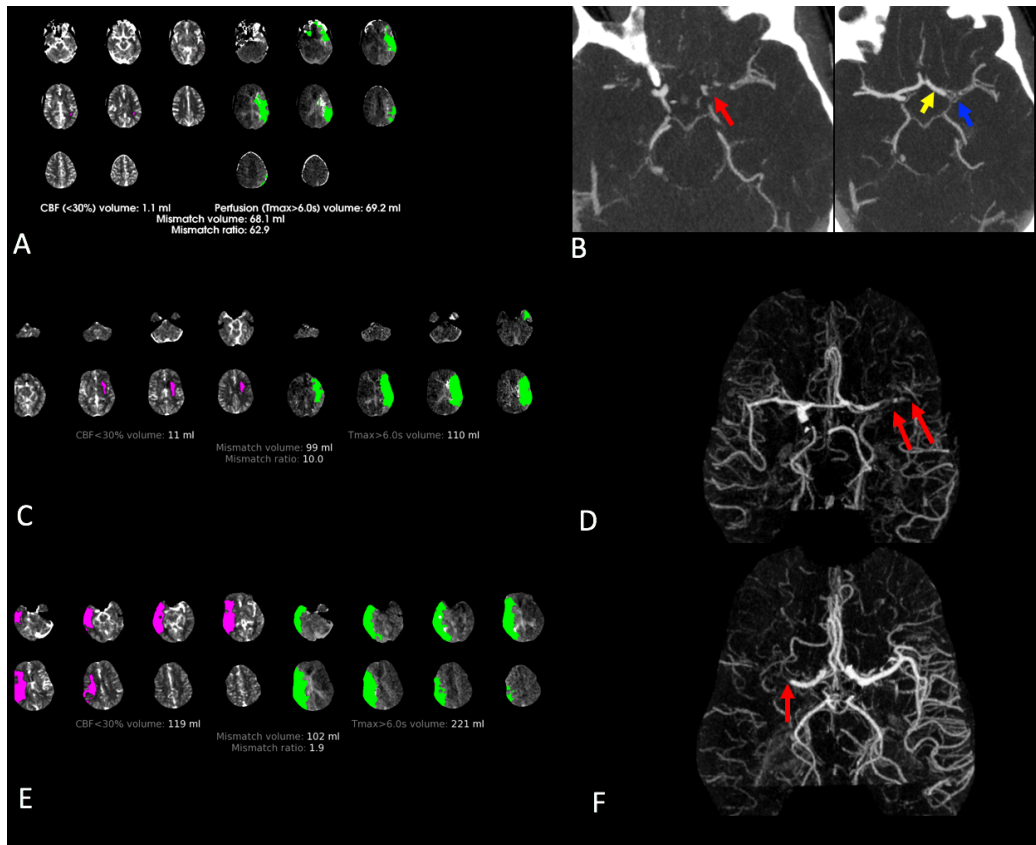 CBF (<30%) volume: 1.1 ml Perfusion (Tmax>6.0s) volume: 69.2 ml
Mismatch volume: 68.1 ml
Mismatch ratio: 62.9
A
B
CBF<30% volume: 11 ml Tmax>6.0s volume: 110 ml
Mismatch volume: 99 ml
Mismatch ratio: 10.0
C
D
CBF<30% volume: 119 ml Tmax>6.0s volume: 221 ml
Mismatch volume: 102 ml
Mismatch ratio: 1.9
E
F